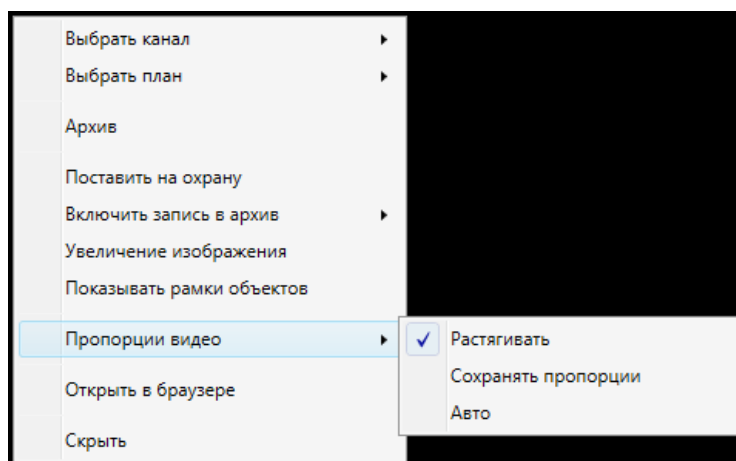 Выбрать канал
Выбрать план
Архив
Поставить на охрану
Включить запись в архив
Увеличение изображения
Показывать рамки объектов
Пропорции видео
Растягивать
Сохранять пропорции
Авто
Открыть в браузере
Скрыть